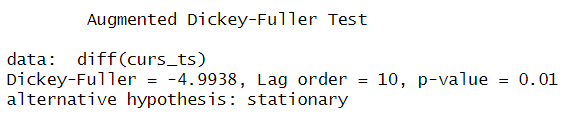 Augmented Dickey-Fuller Test
data:  diff(curs_ts)
Dickey-Fuller = -4.9938, Lag order = 10, p-value = 0.01
alternative hypothesis: stationary